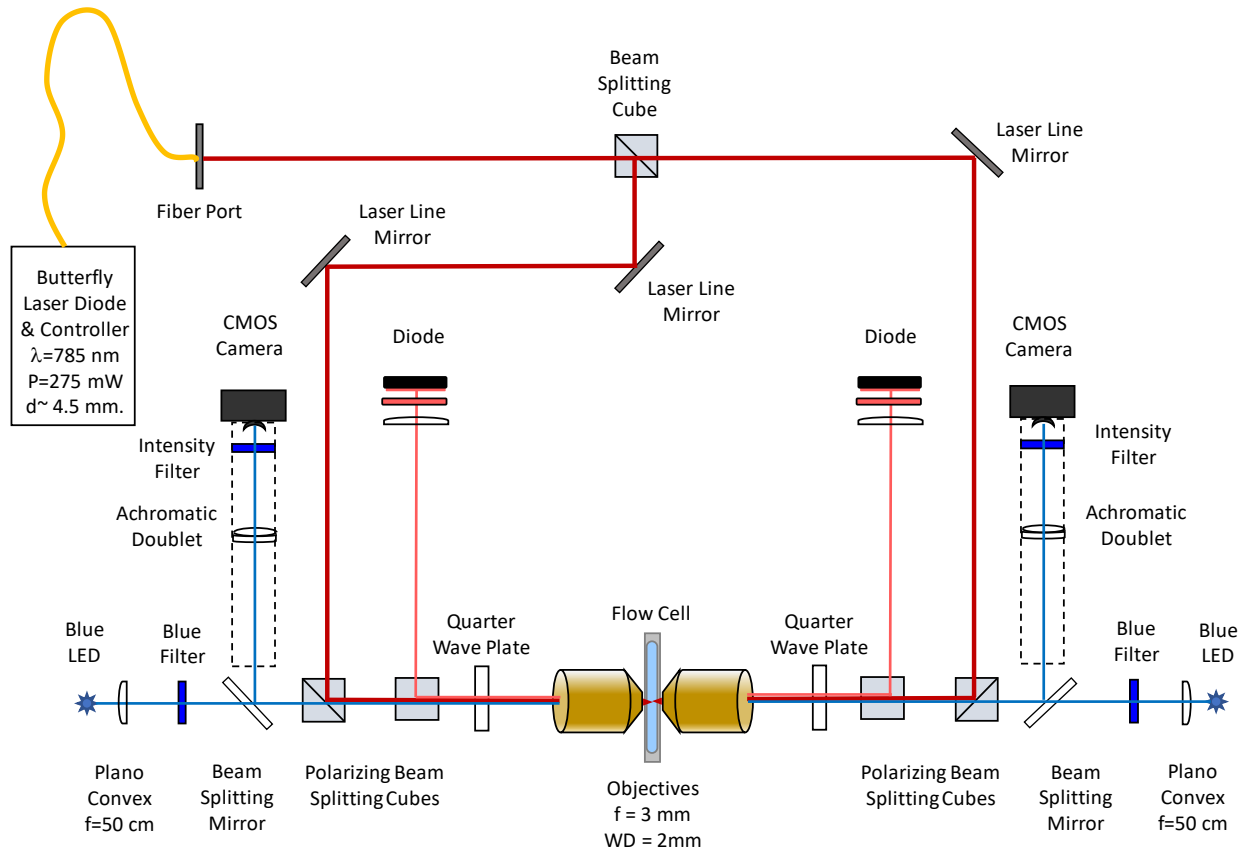 Beam
Splitting
Cube
Laser Line
Mirror
Fiber Port
Laser Line
Mirror
Laser Line
Mirror
Butterfly
Laser Diode
& Controller
λ=785 nm
P=275 mW
d~ 4.5 mm.
CMOS
Camera
Diode
Diode
CMOS
Camera
Intensity
Filter
Intensity
Filter
Achromatic
Doublet
Achromatic
Doublet
Blue
LED
Blue
Filter
Quarter
Wave Plate
Flow Cell
Quarter
Wave Plate
Blue
Filter
Blue
LED
Plano
Convex
f=50 cm
Beam
Splitting
Mirror
Polarizing Beam
Splitting Cubes
Objectives
f = 3 mm
WD = 2mm
Polarizing Beam
Splitting Cubes
Beam
Splitting
Mirror
Plano
Convex
f=50 cm